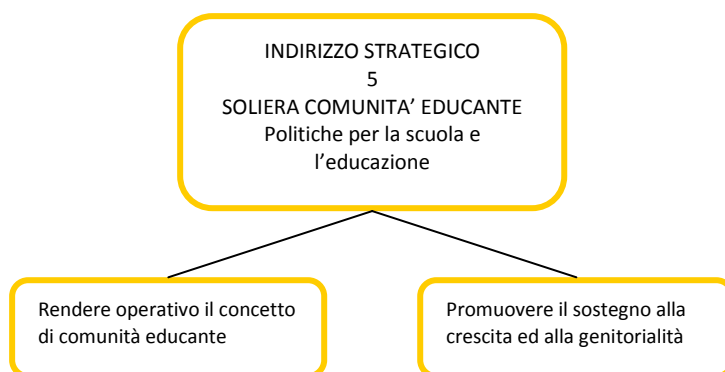 INDIRIZZO STRATEGICO
5
SOLIERA COMUNITA’ EDUCANTE
Politiche per la scuola e
l’educazione
Rendere operativo il concetto
di comunità educante
Promuovere il sostegno alla
crescita ed alla genitorialità